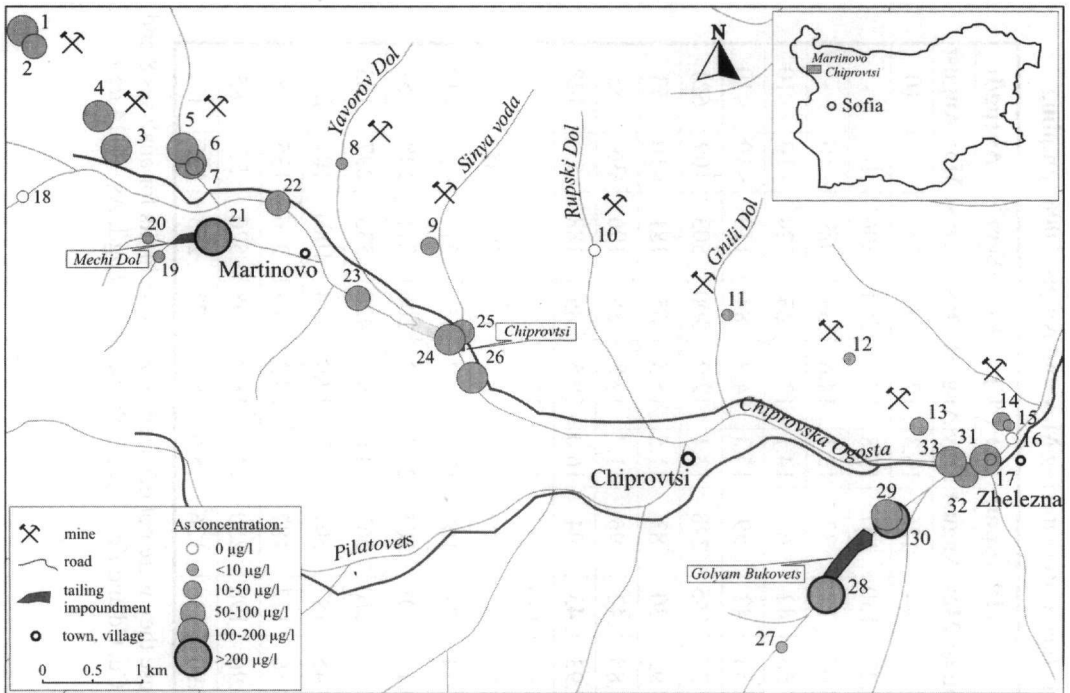 1
2
4
3
5
6
7
18
20
19
21
Mechi Dol
22
Martinovo
Yavorov Dol
8
23
Sinya voda
9
25
24
Chiprovtsi
26
N
Rupski Dol
10
Gnili Dol
11
12
13
14
15
16
Chiprovska Ogosta
33
31
17
32
Zhelezna
Chiprovtsi
Pilatovets
29
30
Golyam Bukovets
28
27
Martinovo
Chiprovtsi
Sofia
mine
road
tailing
impoundment
town, village
0 0.5 1 km
As concentration:
0 µg/l
<10 µg/l
10-50 µg/l
50-100 µg/l
100-200 µg/l
>200 µg/l